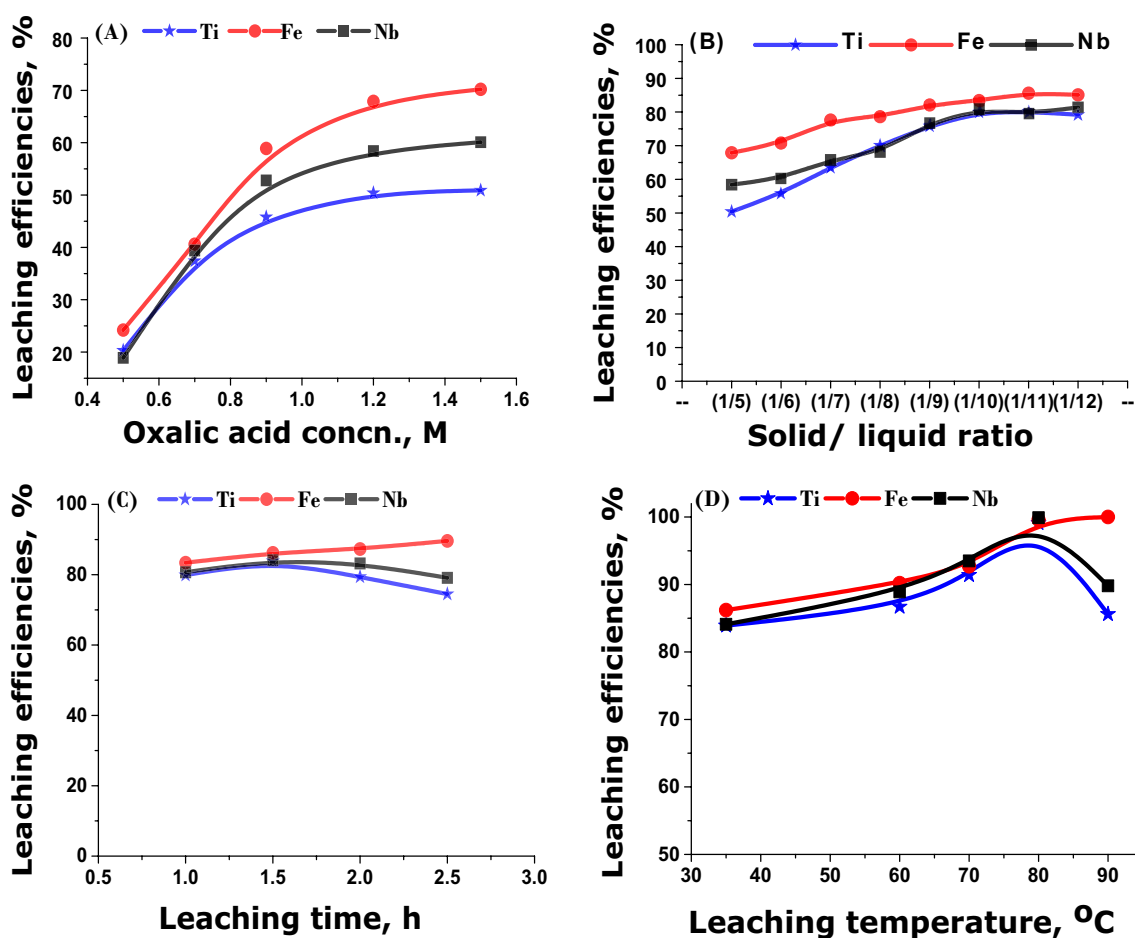 (A) Ti Fe Nb
Leaching efficiencies, %
80
70
60
50
40
30
20
0.4 0.6 0.8 1.0 1.2 1.4 1.6
Oxalic acid concn., M
(B) Ti Fe Nb
Leaching efficiencies, %
100
90
80
70
60
50
40
30
20
10
0
-- (1/5) (1/6) (1/7) (1/8) (1/9) (1/10) (1/11) (1/12) --
Solid/ liquid ratio
(C) Ti Fe Nb
Leaching efficiencies, %
100
80
60
40
20
0
0.5 1.0 1.5 2.0 2.5 3.0
Leaching time, h
(D) Ti Fe Nb
Leaching efficiencies, %
100
90
80
70
60
50
30 40 50 60 70 80 90
Leaching temperature, ºC